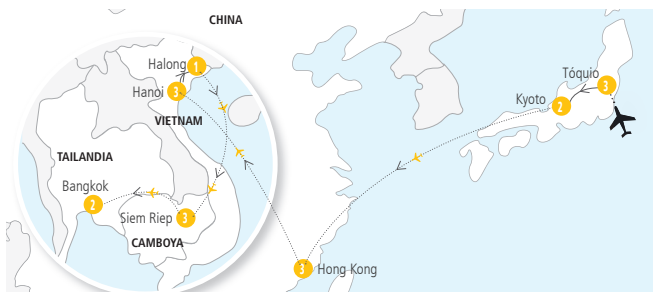 CHINA
Halong 1
Hanoi 3
VIETNAM
TAILANDIA
Bangkok
2
Siem Riep 3
CAMBOYA
3 Hong Kong
Tóquio 3
Kyoto 2